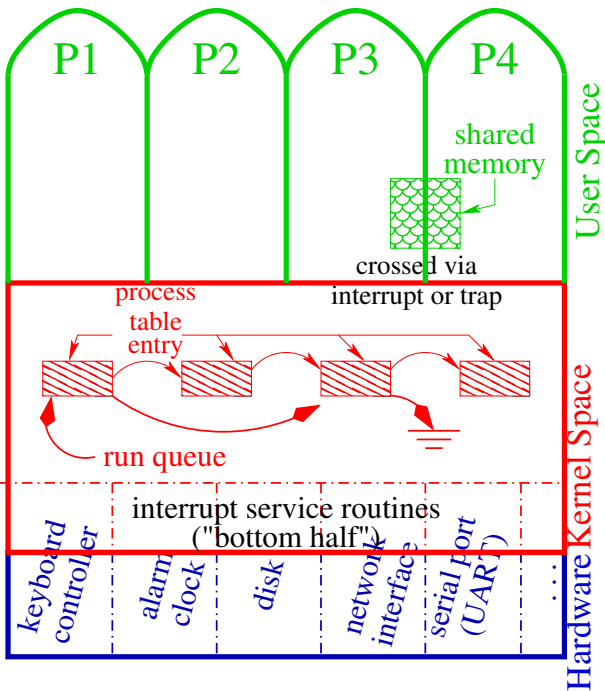 P1 P2 P3 P4
shared
memory
User Space
crossed via
interrupt or trap
process
table
entry
run queue
Kernel Space
interrupt service routines
("bottom half")
keyboard
controller
alarm
clock
disk
network
interface
serial port
(UART)
. . .
Hardware